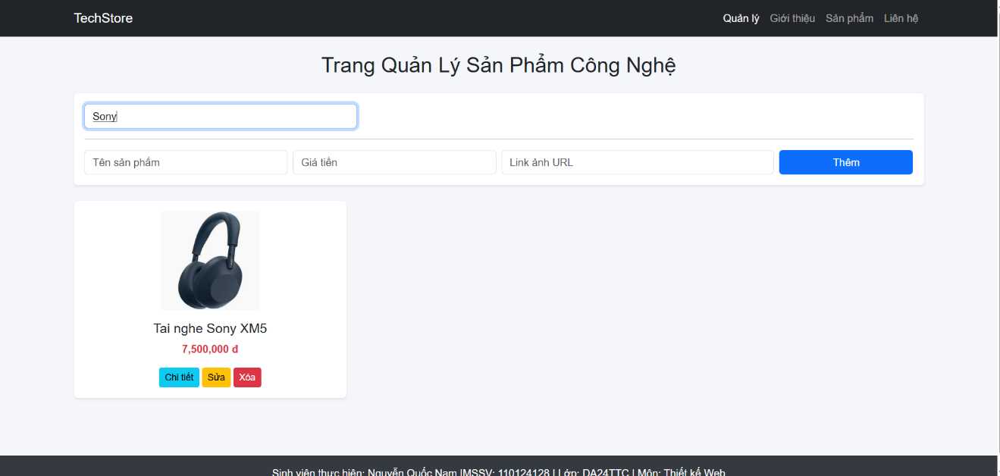 TechStore
Quản lý Giới thiệu Sản phẩm Liên hệ
Trang Quản Lý Sản Phẩm Công Nghệ
Sony
Tên sản phẩm
Giá tiền
Link ảnh URL
Thêm
Tai nghe Sony XM5
7,500,000 đ
Chi tiết Sửa Xóa
Sinh viên thực hiện: Nguyễn Quốc Nam |MSSV: 110124128 | Lớp: DA24TTC | Môn: Thiết kế Web